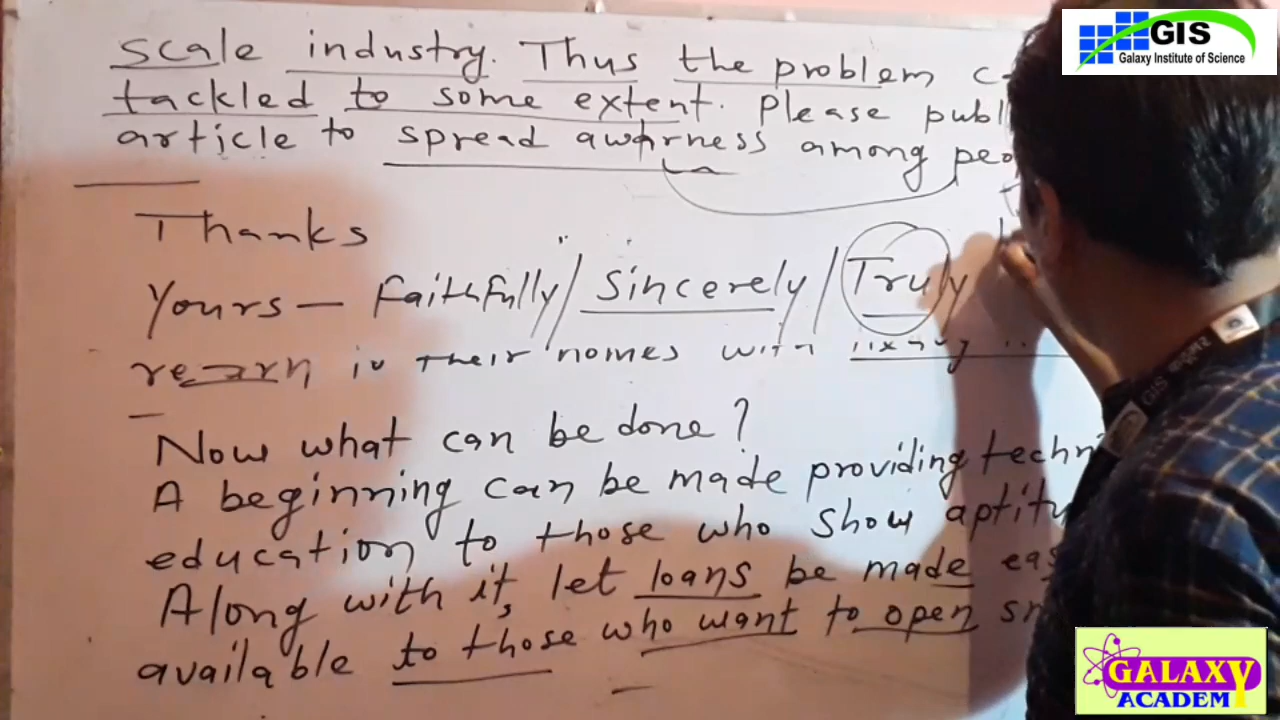 GIS
Galaxy Institute of Science
scale industry. Thus the problem c
tackled to some extent. Please publ
article to spread awarness among peo
Thanks
Yours — Faithfully / Sincerely / Truly
in their names with
Now what can be done?
A beginning can be made providing techn
education to those who show aptitu
Along with it, let loans be made eas
available to those who want to open sm
GIS
GALAXY
ACADEM